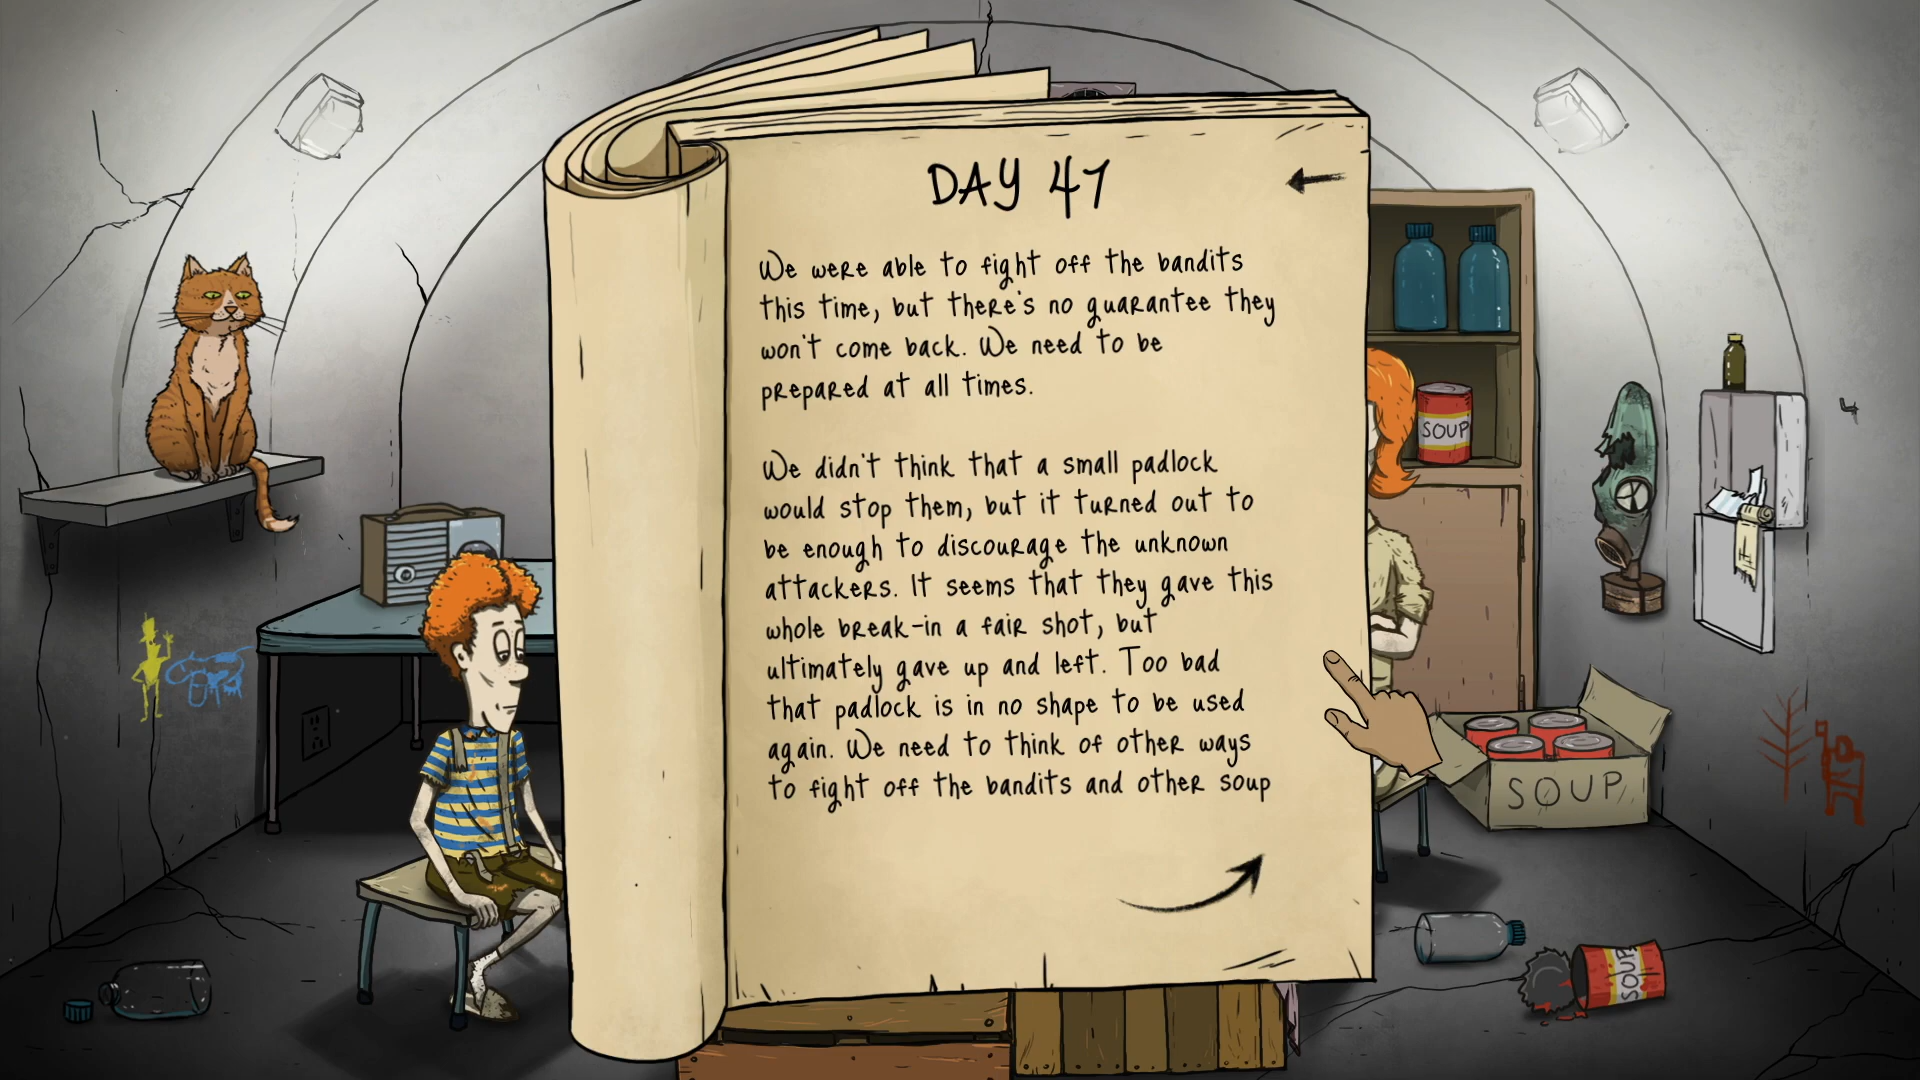 DAY 47
We were able to fight off the bandits
this time, but there's no guarantee they
won't come back. We need to be
prepared at all times.
We didn't think that a small padlock
would stop them, but it turned out to
be enough to discourage the unknown
attackers. It seems that they gave this
whole break-in a fair shot, but
ultimately gave up and left. Too bad
that padlock is in no shape to be used
again. We need to think of other ways
to fight off the bandits and other soup
SOUP
SOUP
SOUP